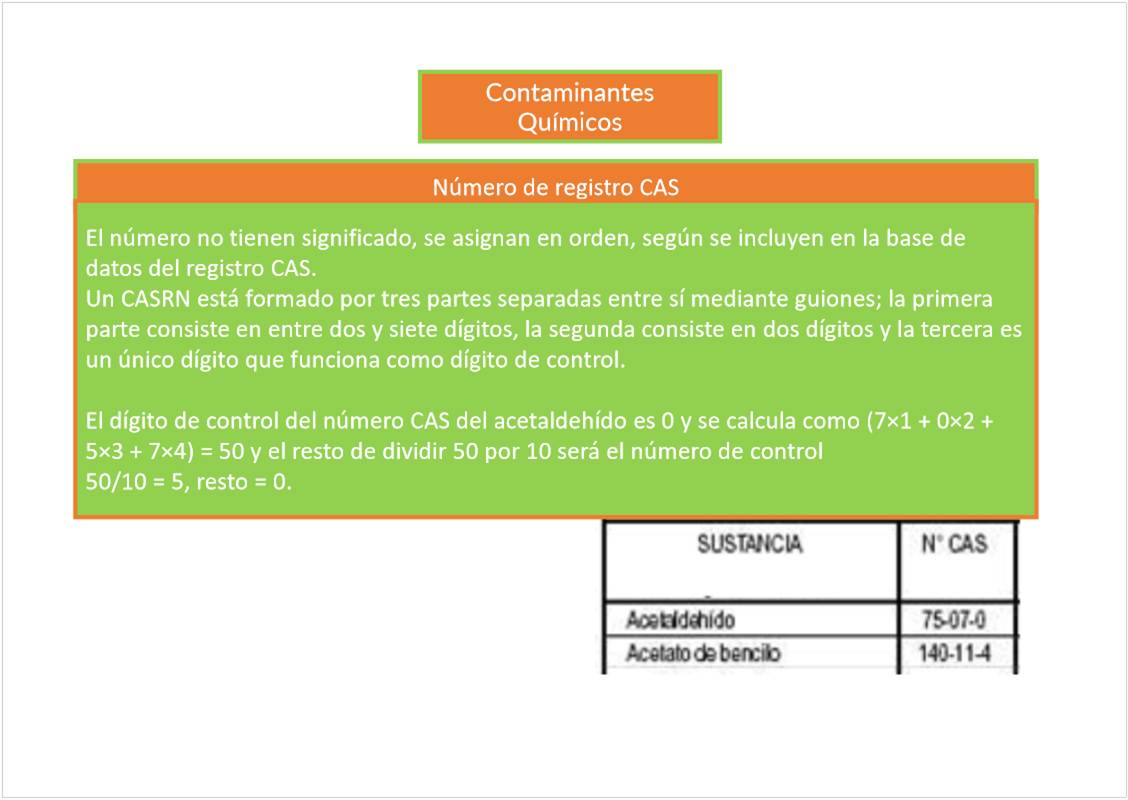 Contaminantes
Químicos
Número de registro CAS
El número no tienen significado, se asignan en orden, según se incluyen en la base de
datos del registro CAS.
Un CASRN está formado por tres partes separadas entre sí mediante guiones; la primera
parte consiste en entre dos y siete dígitos, la segunda consiste en dos dígitos y la tercera es
un único dígito que funciona como dígito de control.
El dígito de control del número CAS del acetaldehído es 0 y se calcula como (7×1 + 0×2 +
5×3 + 7×4) = 50 y el resto de dividir 50 por 10 será el número de control
50/10 = 5, resto = 0.
SUSTANCIA N° CAS
Acetaldehído 75-07-0
Acetato de bencilo 140-11-4